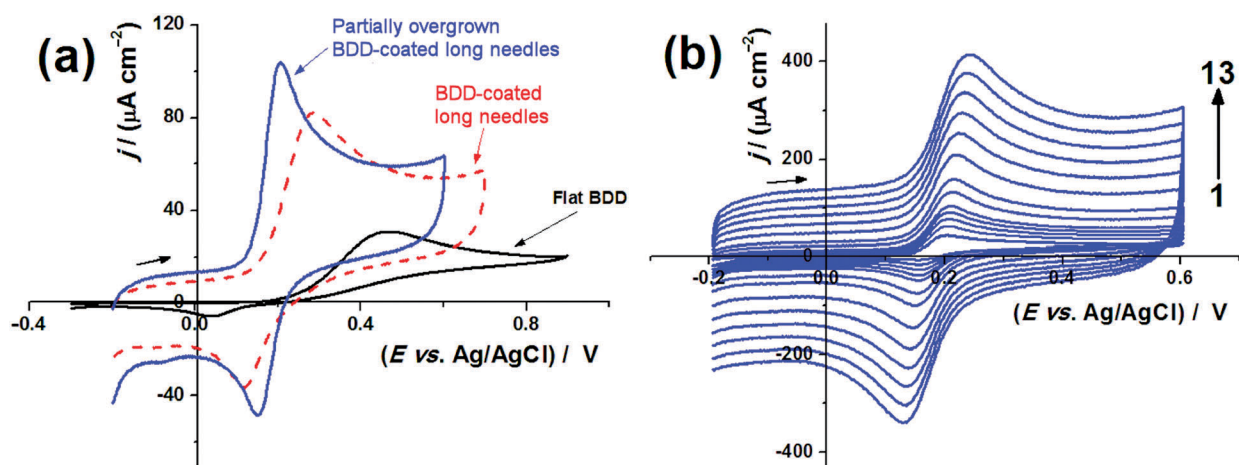 (a)
j / (μA cm⁻²)
120
80
40
0
-40
-0.4
0.0
0.4
0.8
(E vs. Ag/AgCl) / V
Partially overgrown
BDD-coated long needles
BDD-coated
long needles
Flat BDD
(b)
j / (μA cm⁻²)
400
200
0
-200
-400
-0.2
0.0
0.2
0.4
0.6
(E vs. Ag/AgCl) / V
13
1